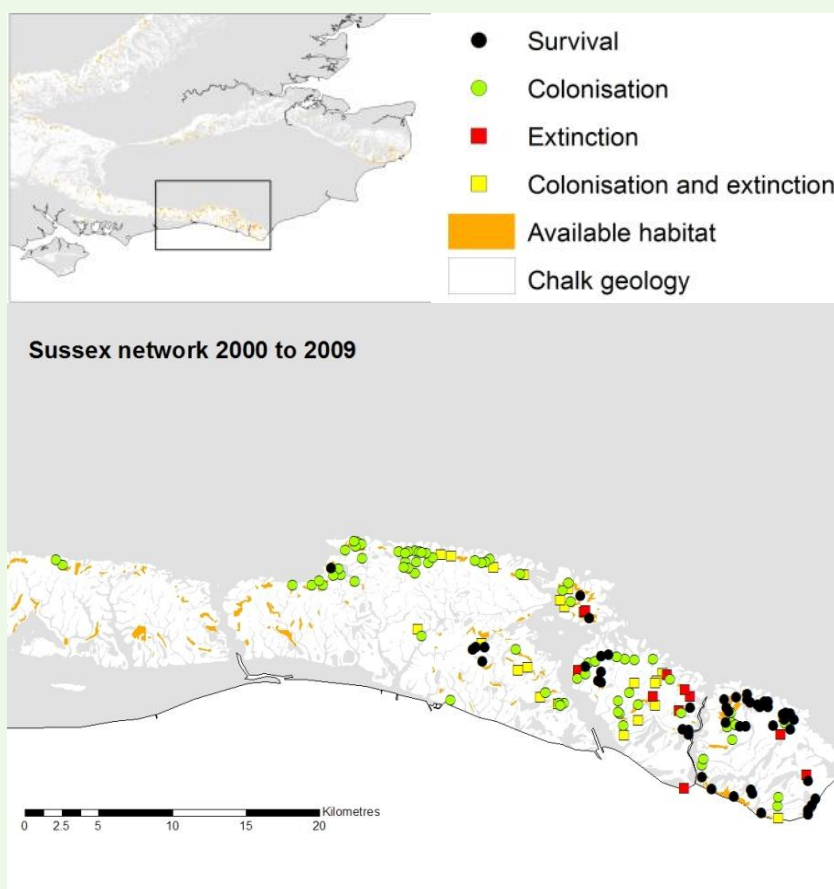 Survival
Colonisation
Extinction
Colonisation and extinction
Available habitat
Chalk geology
Sussex network 2000 to 2009
Kilometres
0 2.5 5 10 15 20